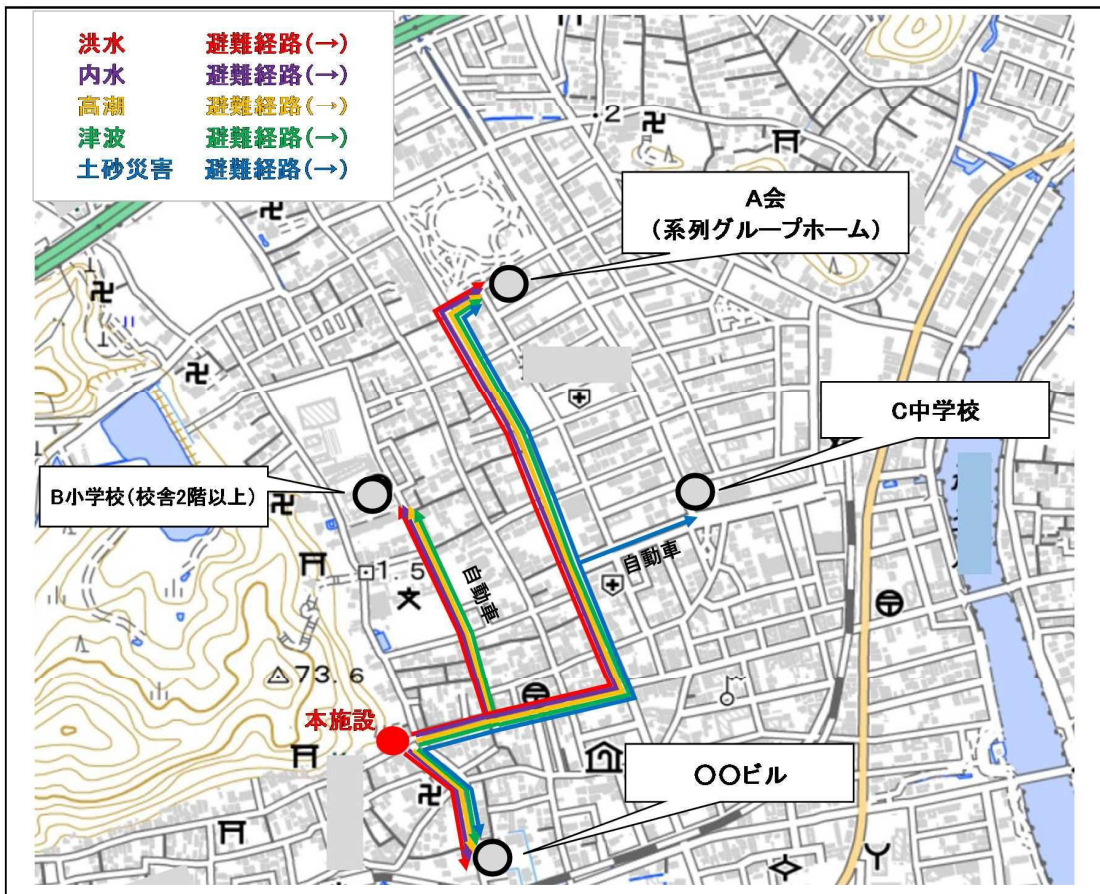 洪水 避難経路(→)
内水 避難経路(→)
高潮 避難経路(→)
津波 避難経路(→)
土砂災害 避難経路(→)
.2
A会
(系列グループホーム)
C中学校
B小学校(校舎2階以上)
自動車
自動車
1.5
73.6
本施設
〇〇ビル